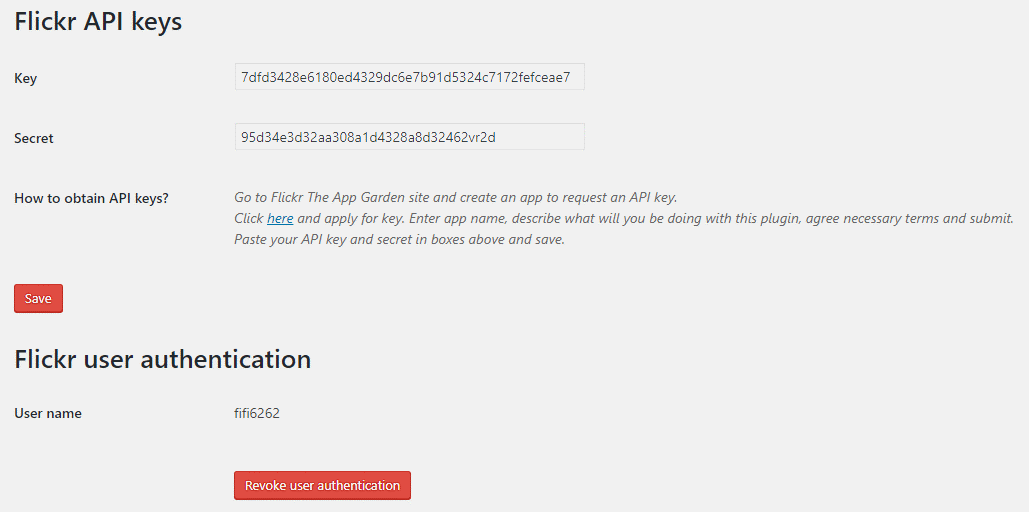 Flickr API keys
Key
7dfd3428e6180ed4329dc6e7b91d5324c7172fefceae7
Secret
95d34e3d32aa308a1d4328a8d32462vr2d
How to obtain API keys?
Go to Flickr The App Garden site and create an app to request an API key.
Click here and apply for key. Enter app name, describe what will you be doing with this plugin, agree necessary terms and submit.
Paste your API key and secret in boxes above and save.
Save
Flickr user authentication
User name
fifi6262
Revoke user authentication